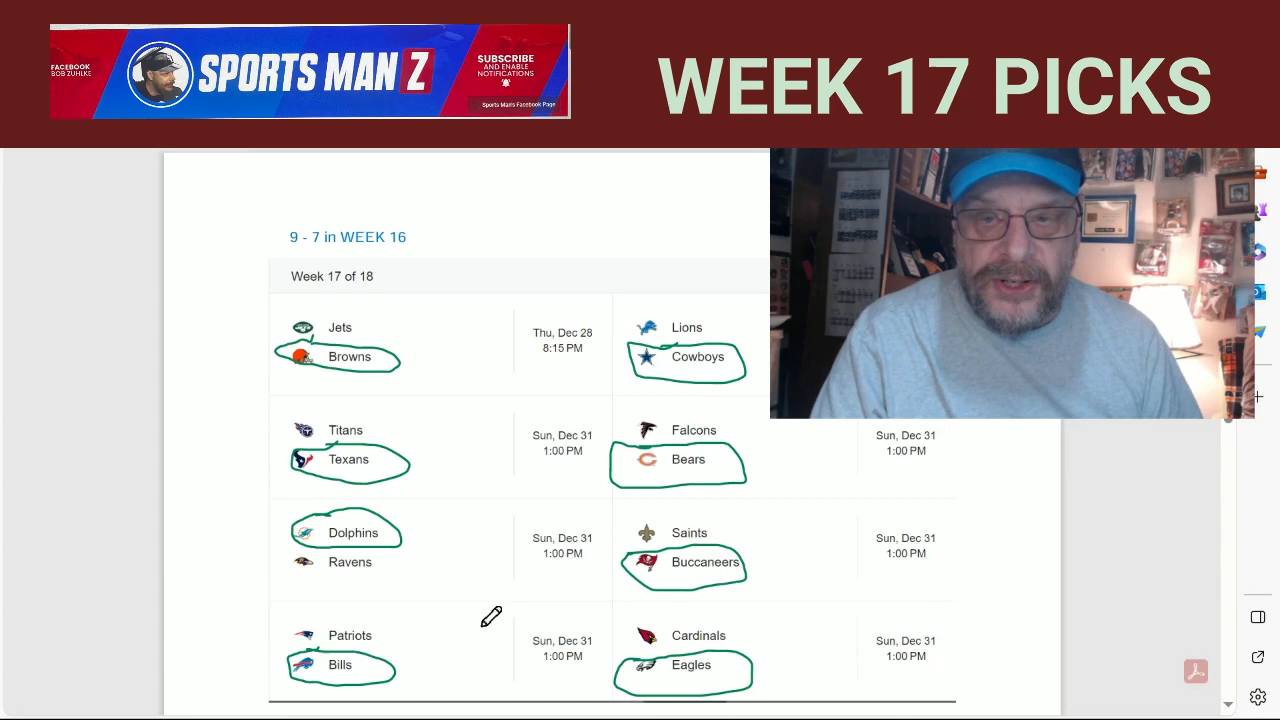 FACEBOOK
BOB ZUHLKE
SPORTS MAN Z
SUBSCRIBE
AND ENABLE
NOTIFICATIONS
Sports Man's Facebook Page
WEEK 17 PICKS
9 - 7 in WEEK 16
Week 17 of 18
Jets
Browns
Thu, Dec 28
8:15 PM
Lions
Cowboys
Titans
Texans
Sun, Dec 31
1:00 PM
Falcons
Bears
Sun, Dec 31
1:00 PM
Dolphins
Ravens
Sun, Dec 31
1:00 PM
Saints
Buccaneers
Sun, Dec 31
1:00 PM
Patriots
Bills
Sun, Dec 31
1:00 PM
Cardinals
Eagles
Sun, Dec 31
1:00 PM